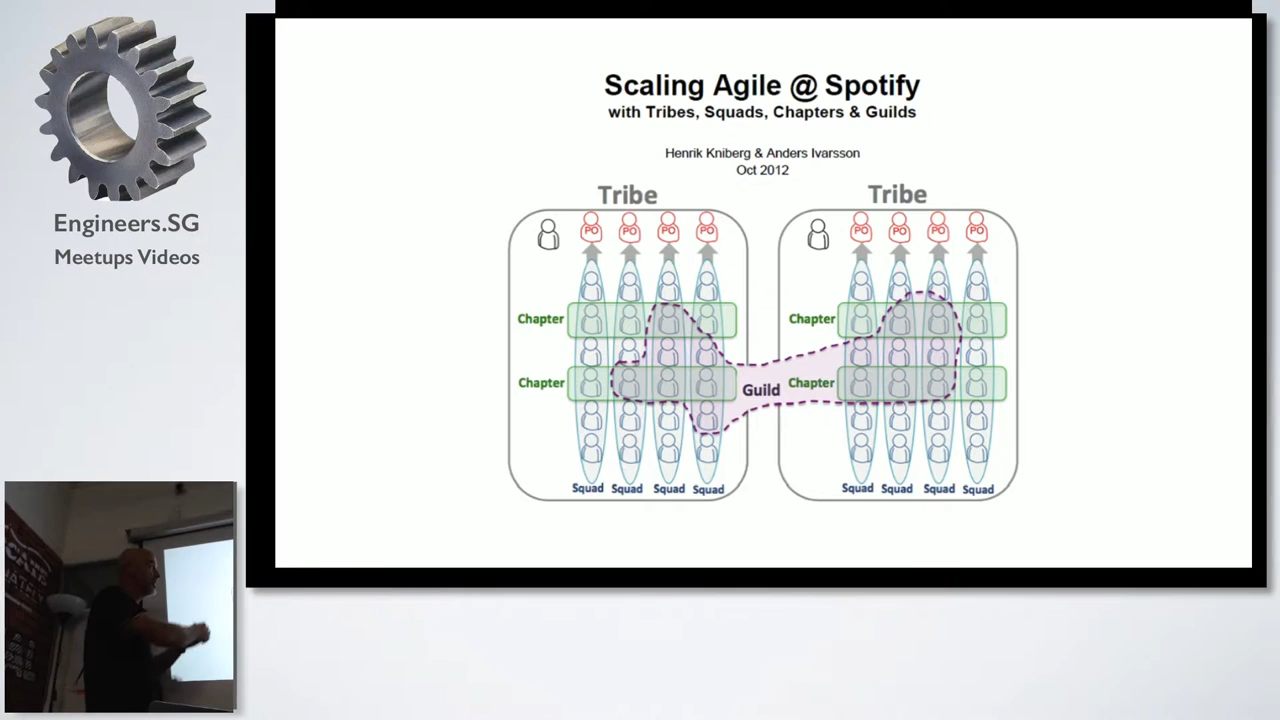 Engineers.SG
Meetups Videos
Scaling Agile @ Spotify
with Tribes, Squads, Chapters & Guilds
Henrik Kniberg & Anders Ivarsson
Oct 2012
Tribe
PO PO PO PO
Chapter
Chapter
Squad Squad Squad Squad
Guild
Tribe
PO PO PO PO
Chapter
Chapter
Squad Squad Squad Squad